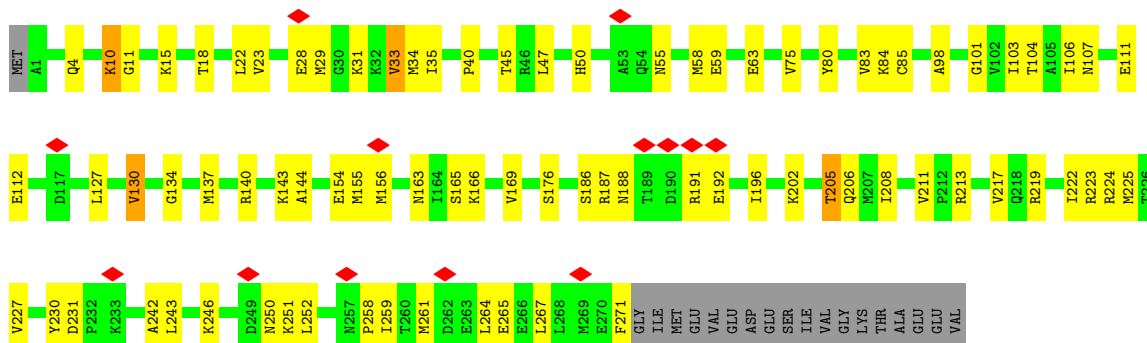 MET A1 Q4 K10 G11 K15 T18 L22 V23 E28 M29 G30 K31 K32 V33 M34 I35 P40 T45 R46 L47 H50 A53 Q54 N55 M58 E59 E63 V75 Y80 V83 K84 C85 A98 G101 V102 I103 T104 A105 I106 N107 E111
E112 D117 L127 V130 G134 M137 R140 K143 A144 E154 M155 M156 N163 I164 S165 K166 V169 S176 S186 R187 N188 T189 D190 R191 E192 I196 K202 T205 Q206 M207 I208 V211 P212 R213 V217 Q218 R219 I222 R223 R224 M225 T226
V227 Y230 D231 P232 K233 A242 L243 K246 D249 N250 K251 L252 N257 P258 I259 T260 M261 D262 E263 L264 E265 E266 L267 L268 M269 E270 F271 GLY ILE MET GLU VAL GLU ASP GLU SER ILE VAL GLY LYS THR ALA GLU GLU VAL